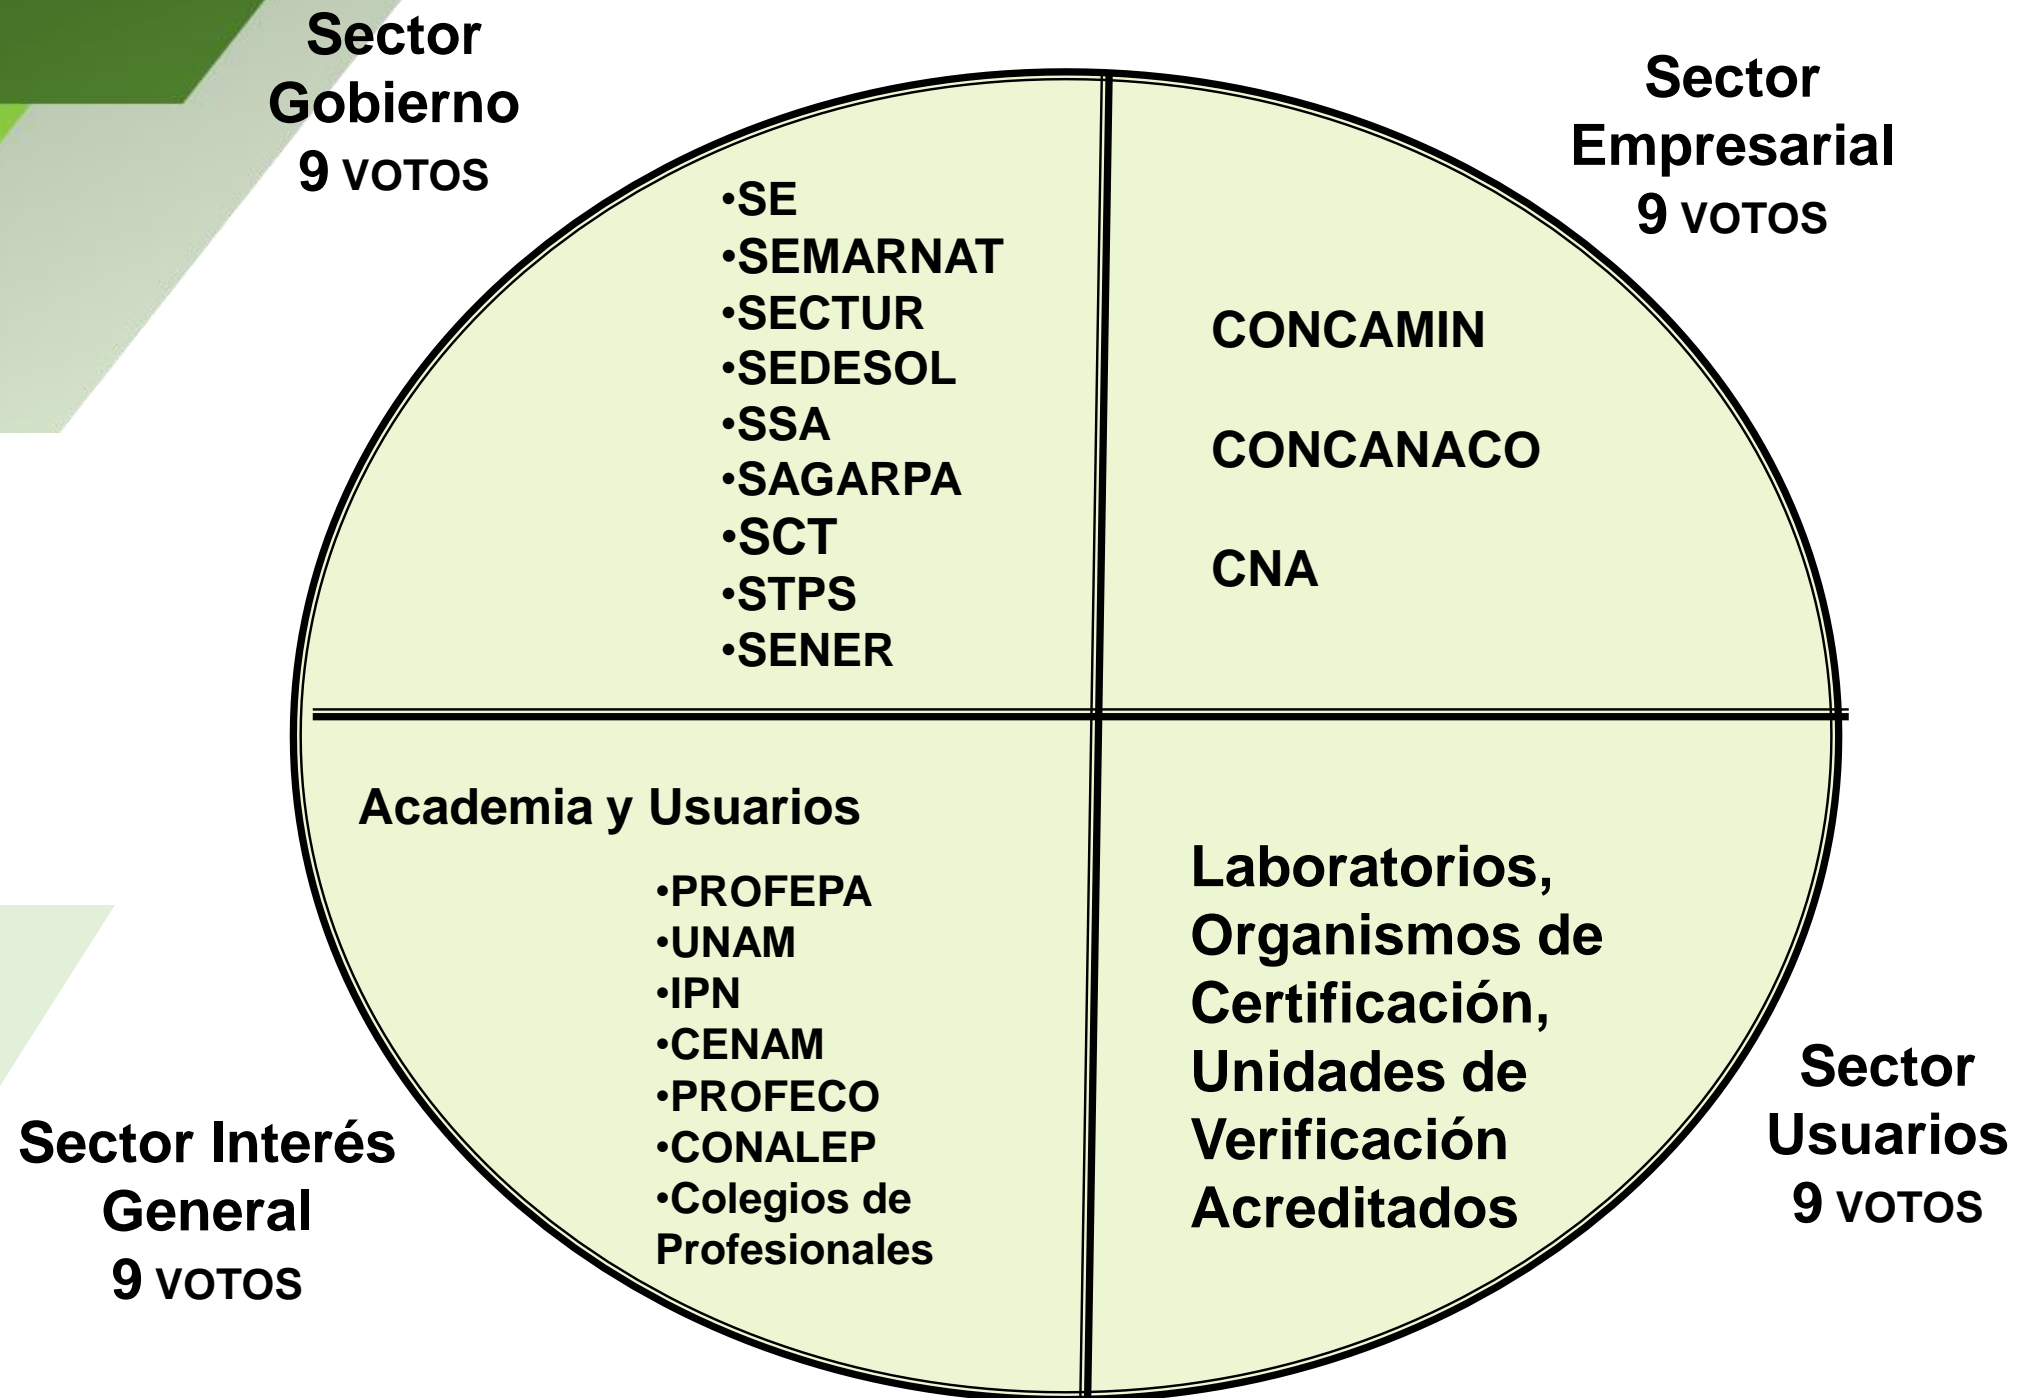 Sector
Gobierno
9 VOTOS
•SE
•SEMARNAT
•SECTUR
•SEDESOL
•SSA
•SAGARPA
•SCT
•STPS
•SENER
Sector
Empresarial
9 VOTOS
CONCAMIN
CONCANACO
CNA
Academia y Usuarios
•PROFEPA
•UNAM
•IPN
•CENAM
•PROFECO
•CONALEP
•Colegios de
Profesionales
Sector Interés
General
9 VOTOS
Laboratorios,
Organismos de
Certificación,
Unidades de
Verificación
Acreditados
Sector
Usuarios
9 VOTOS